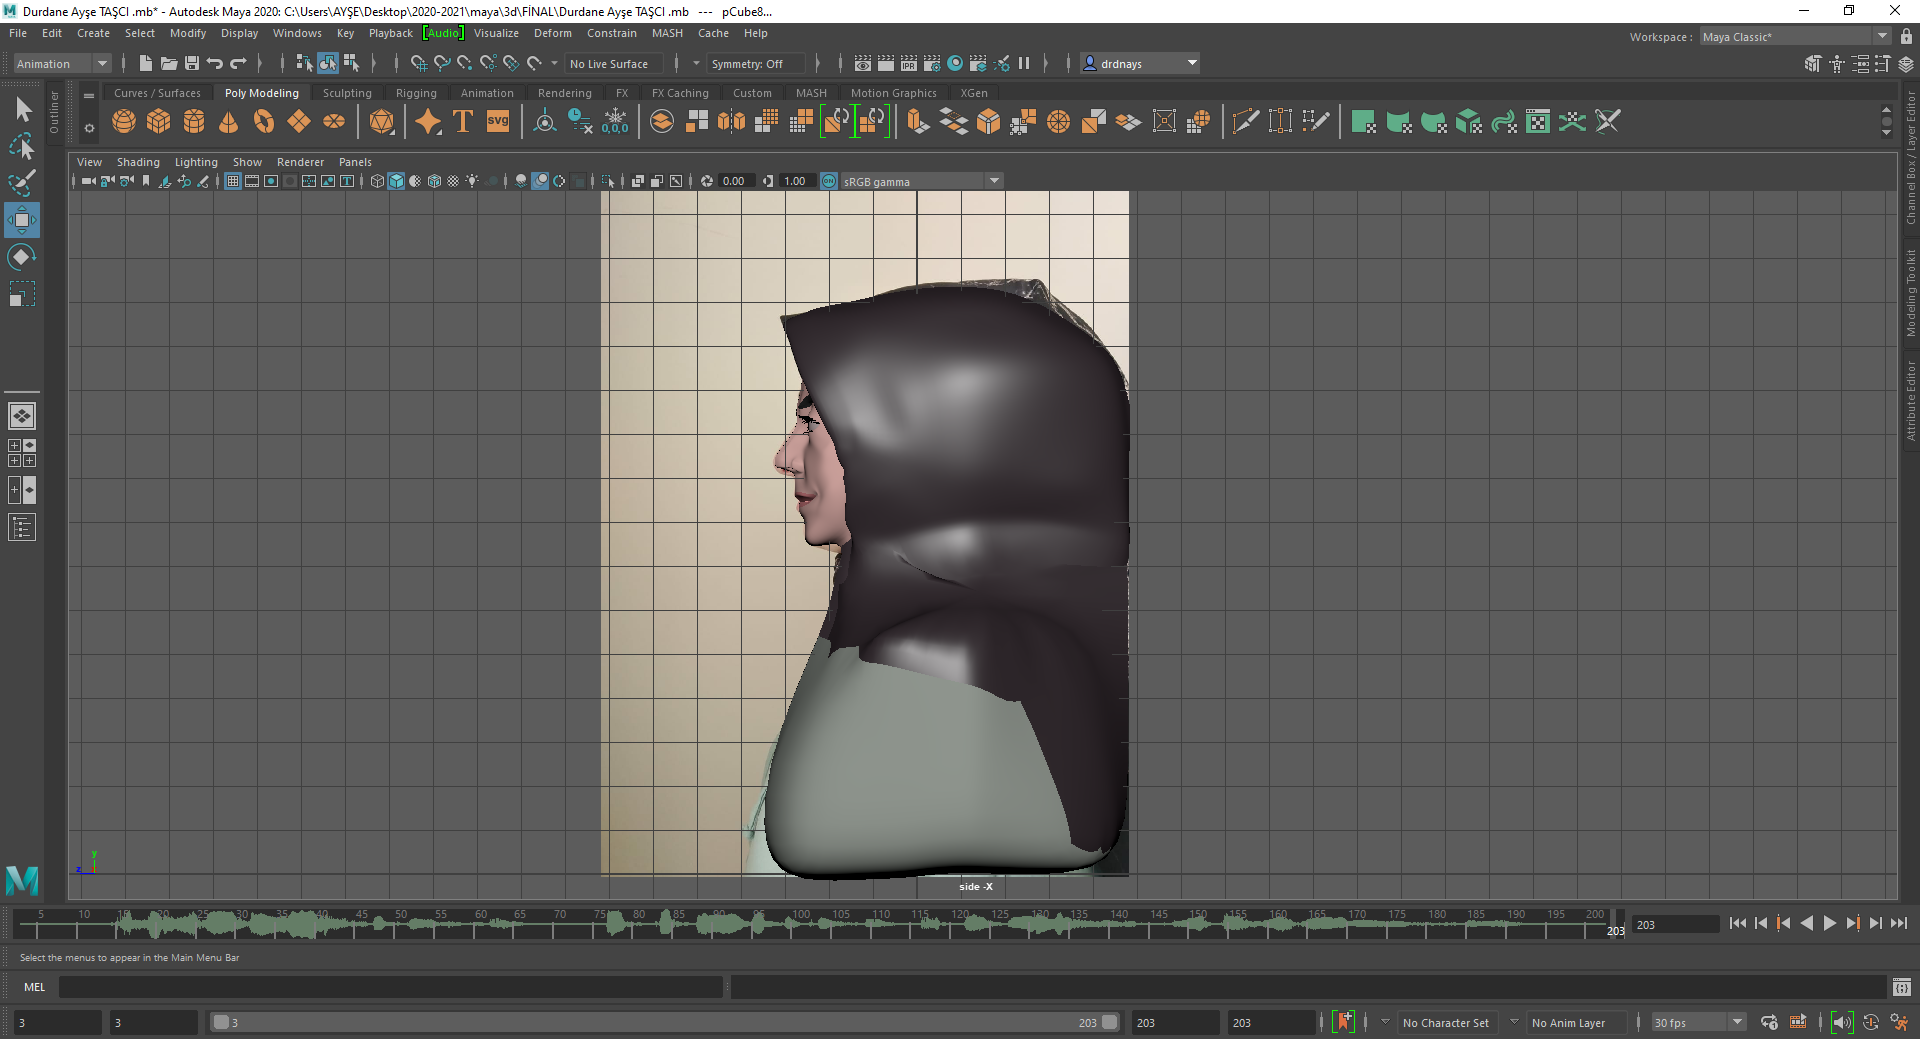 Durdane Ayşe TAŞCI .mb* - Autodesk Maya 2020: C:\Users\AYŞE\Desktop\2020-2021\maya\3d\FİNAL\Durdane Ayşe TAŞCI .mb --- pCube8...
File Edit Create Select Modify Display Windows Key Playback [Audio] Visualize Deform Constrain MASH Cache Help
Workspace : Maya Classic*
Animation No Live Surface Symmetry: Off IPR drdnays
Curves / Surfaces Poly Modeling Sculpting Rigging Animation Rendering FX FX Caching Custom MASH Motion Graphics XGen
T svg 0,0,0
Outliner
View Shading Lighting Show Renderer Panels
0.00 1.00 ON sRGB gamma
Channel Box / Layer Editor
Modeling Toolkit
Attribute Editor
y
z
side -X
5 10 15 20 25 30 35 40 45 50 55 60 65 70 75 80 85 90 95 100 105 110 115 120 125 130 135 140 145 150 155 160 165 170 175 180 185 190 195 200
203 203
Select the menus to appear in the Main Menu Bar
MEL
3 3 3 203 203 203 No Character Set No Anim Layer 30 fps